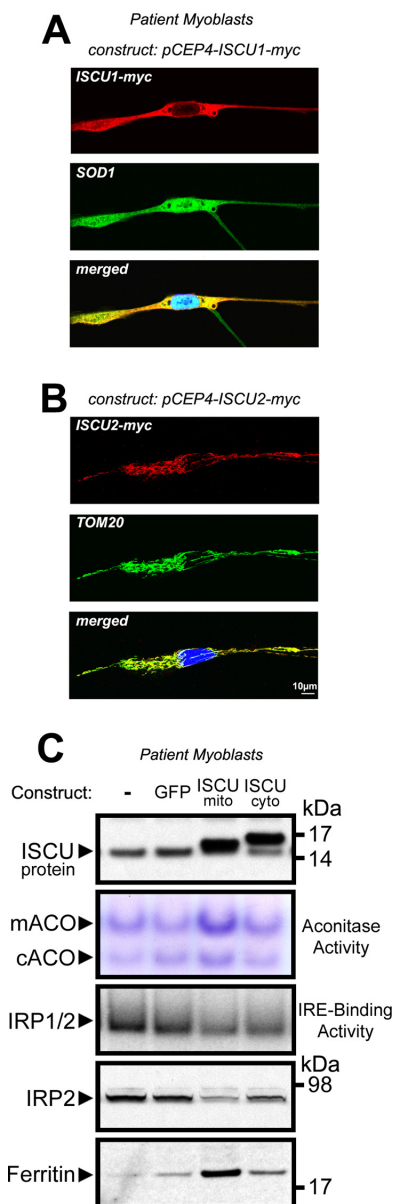 A
Patient Myoblasts
construct: pCEP4-ISCU1-myc
ISCU1-myc
SOD1
merged
B
construct: pCEP4-ISCU2-myc
ISCU2-myc
TOM20
merged
10μm
C
Patient Myoblasts
Construct: - GFP ISCU mito ISCU cyto
kDa
ISCU protein
17
14
mACO
cACO
Aconitase Activity
IRP1/2
IRE-Binding Activity
kDa
98
IRP2
Ferritin
17